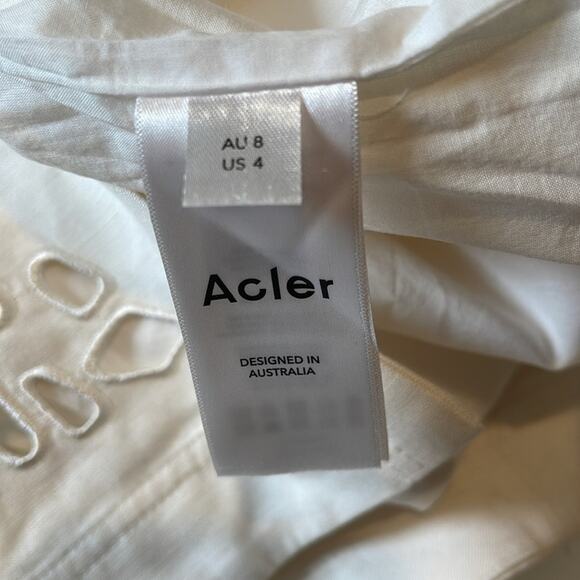 AU 8
US 4
Acler
DESIGNED IN
AUSTRALIA